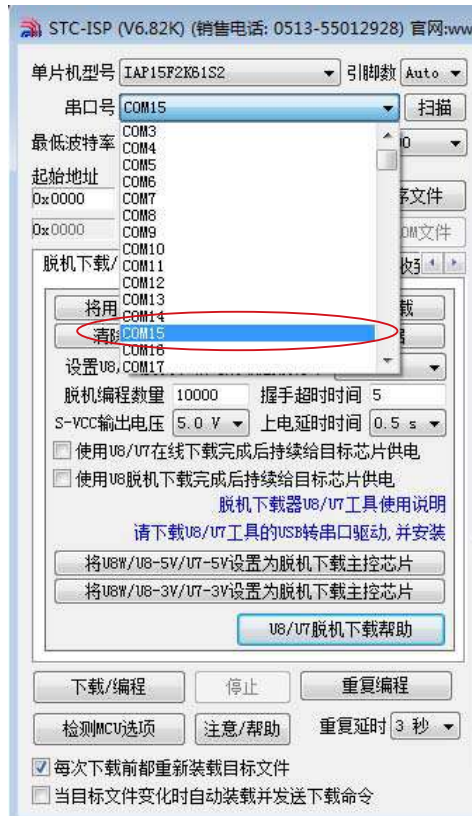 STC-ISP (V6.82K) (销售电话: 0513-55012928) 官网:ww
单片机型号 IAP15F2K61S2 引脚数 Auto
串口号 COM15 扫描
最低波特率 COM3
COM4
起始地址 COM5
COM6
0x0000 COM7 序文件
COM8
0x0000 COM9 OM文件
COM10
脱机下载/ COM11
COM12
将用 COM13 载
COM14
清除 COM15
COM16
设置U8, COM17
脱机编程数量 10000 握手超时时间 5
S-VCC输出电压 5.0 V 上电延时时间 0.5 s
使用U8/U7在线下载完成后持续给目标芯片供电
使用U8脱机下载完成后持续给目标芯片供电
脱机下载器U8/U7工具使用说明
请下载U8/U7工具的USB转串口驱动,并安装
将U8W/U8-5V/U7-5V设置为脱机下载主控芯片
将U8W/U8-3V/U7-3V设置为脱机下载主控芯片
U8/U7脱机下载帮助
下载/编程 停止 重复编程
检测MCU选项 注意/帮助 重复延时 3 秒
每次下载前都重新装载目标文件
当目标文件变化时自动装载并发送下载命令